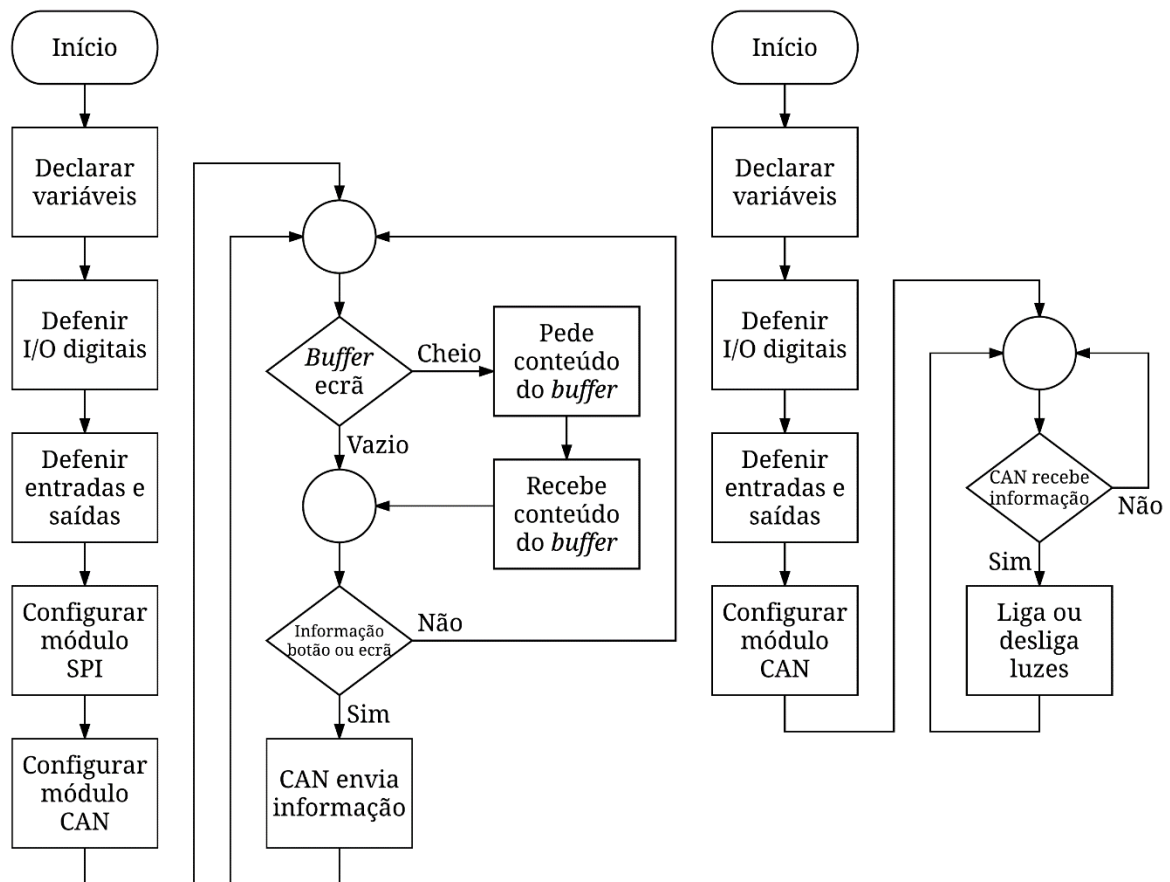 Início
Declarar
variáveis
Defenir
I/O digitais
Defenir
entradas e
saídas
Configurar
módulo
SPI
Configurar
módulo
CAN
Buffer
ecrã
Cheio
Pede
conteúdo
do buffer
Vazio
Recebe
conteúdo
do buffer
Informação
botão ou ecrã
Não
Sim
CAN envia
informação
Início
Declarar
variáveis
Defenir
I/O digitais
Defenir
entradas e
saídas
Configurar
módulo
CAN
CAN recebe
informação
Não
Sim
Liga ou
desliga
luzes